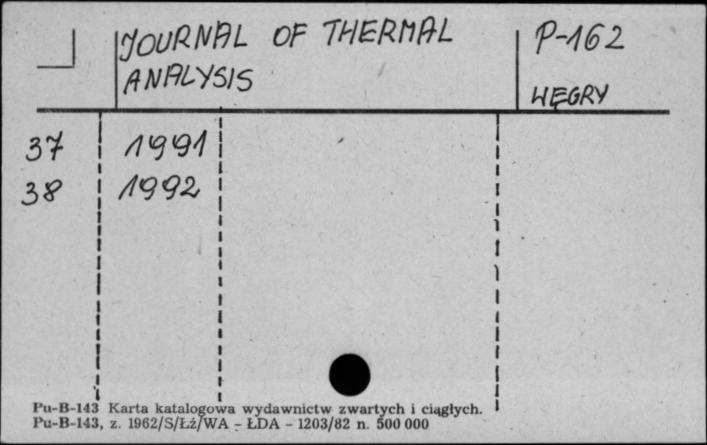 JOURNAL OF THERMAL P-162
ANALYSIS WĘGRY
37 1991
38 1992
Pu-B-143 Karta katalogowa wydawnictw zwartych i ciągłych.
Pu-B-143, z. 1962/S/Łż/WA - ŁDA - 1203/82 n. 500 000